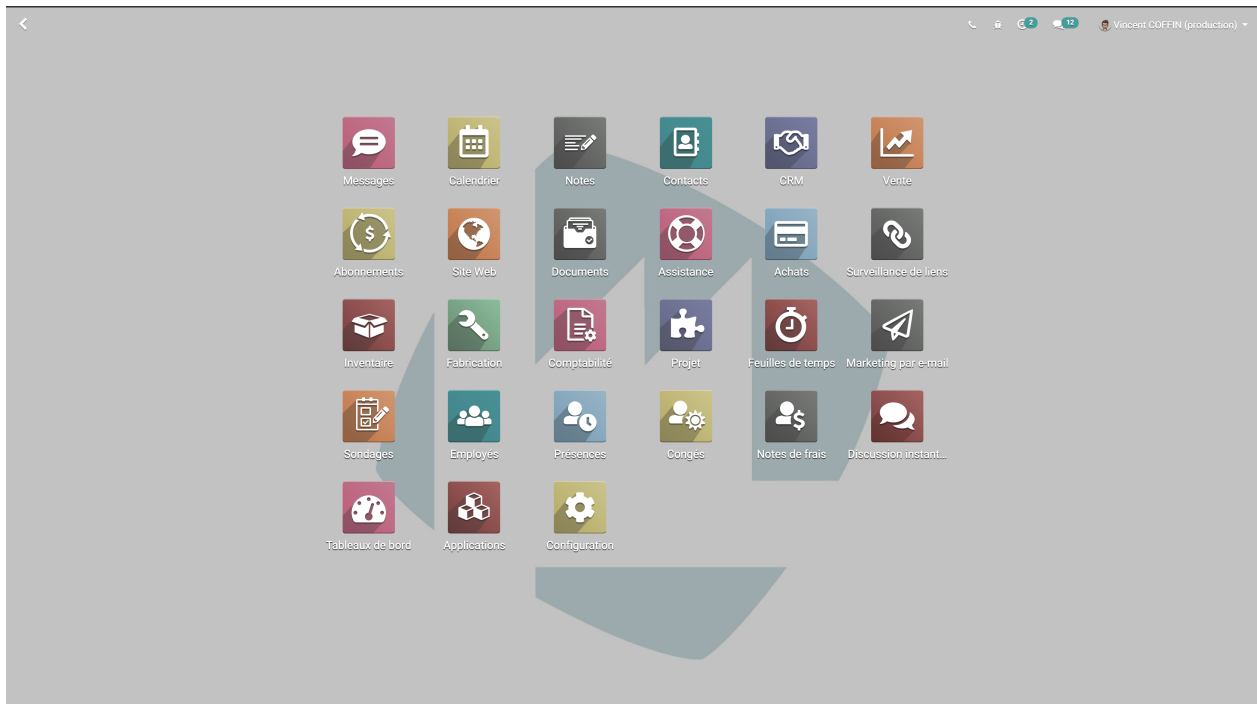 2 12 Vincent COFFIN (production)
Messages Calendrier Notes Contacts CRM Vente
Abonnements Site Web Documents Assistance Achats Surveillance de liens
Inventaire Fabrication Comptabilité Projet Feuilles de temps Marketing par e-mail
Sondages Employés Présences Congés Notes de frais Discussion instant...
Tableaux de bord Applications Configuration